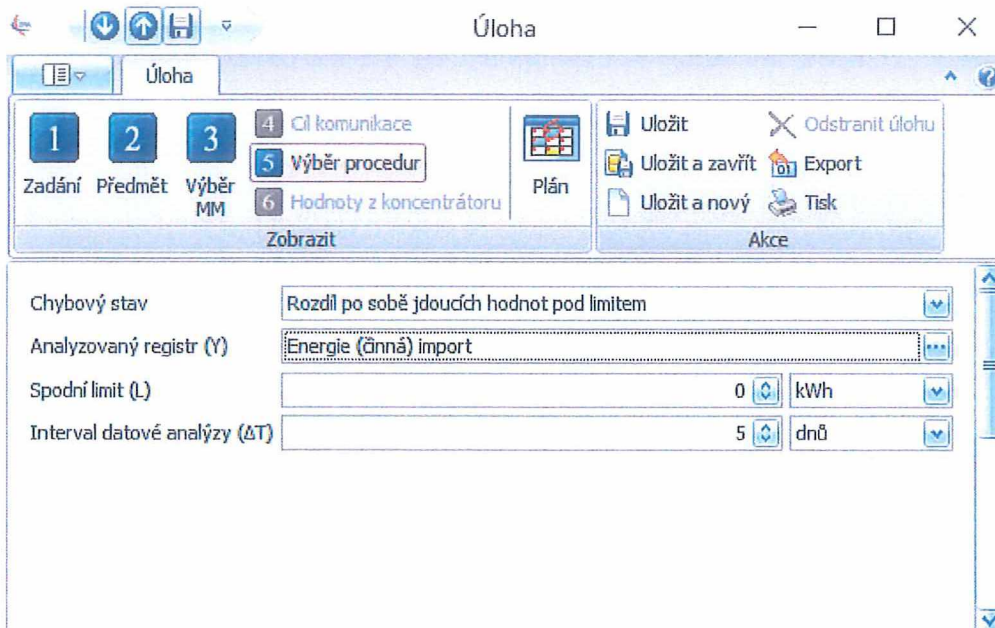 Úloha
Úloha
1 Zadání
2 Předmět
3 Výběr MM
4 Cíl komunikace
5 Výběr procedur
6 Hodnoty z koncentrátoru
Plán
Zobrazit
Uložit
Uložit a zavřít
Uložit a nový
Odstranit úlohu
Export
Tisk
Akce
Chybový stav Rozdíl po sobě jdoucích hodnot pod limitem
Analyzovaný registr (Y) Energie (činná) import
Spodní limit (L) 0 kWh
Interval datové analýzy (ΔT) 5 dnů